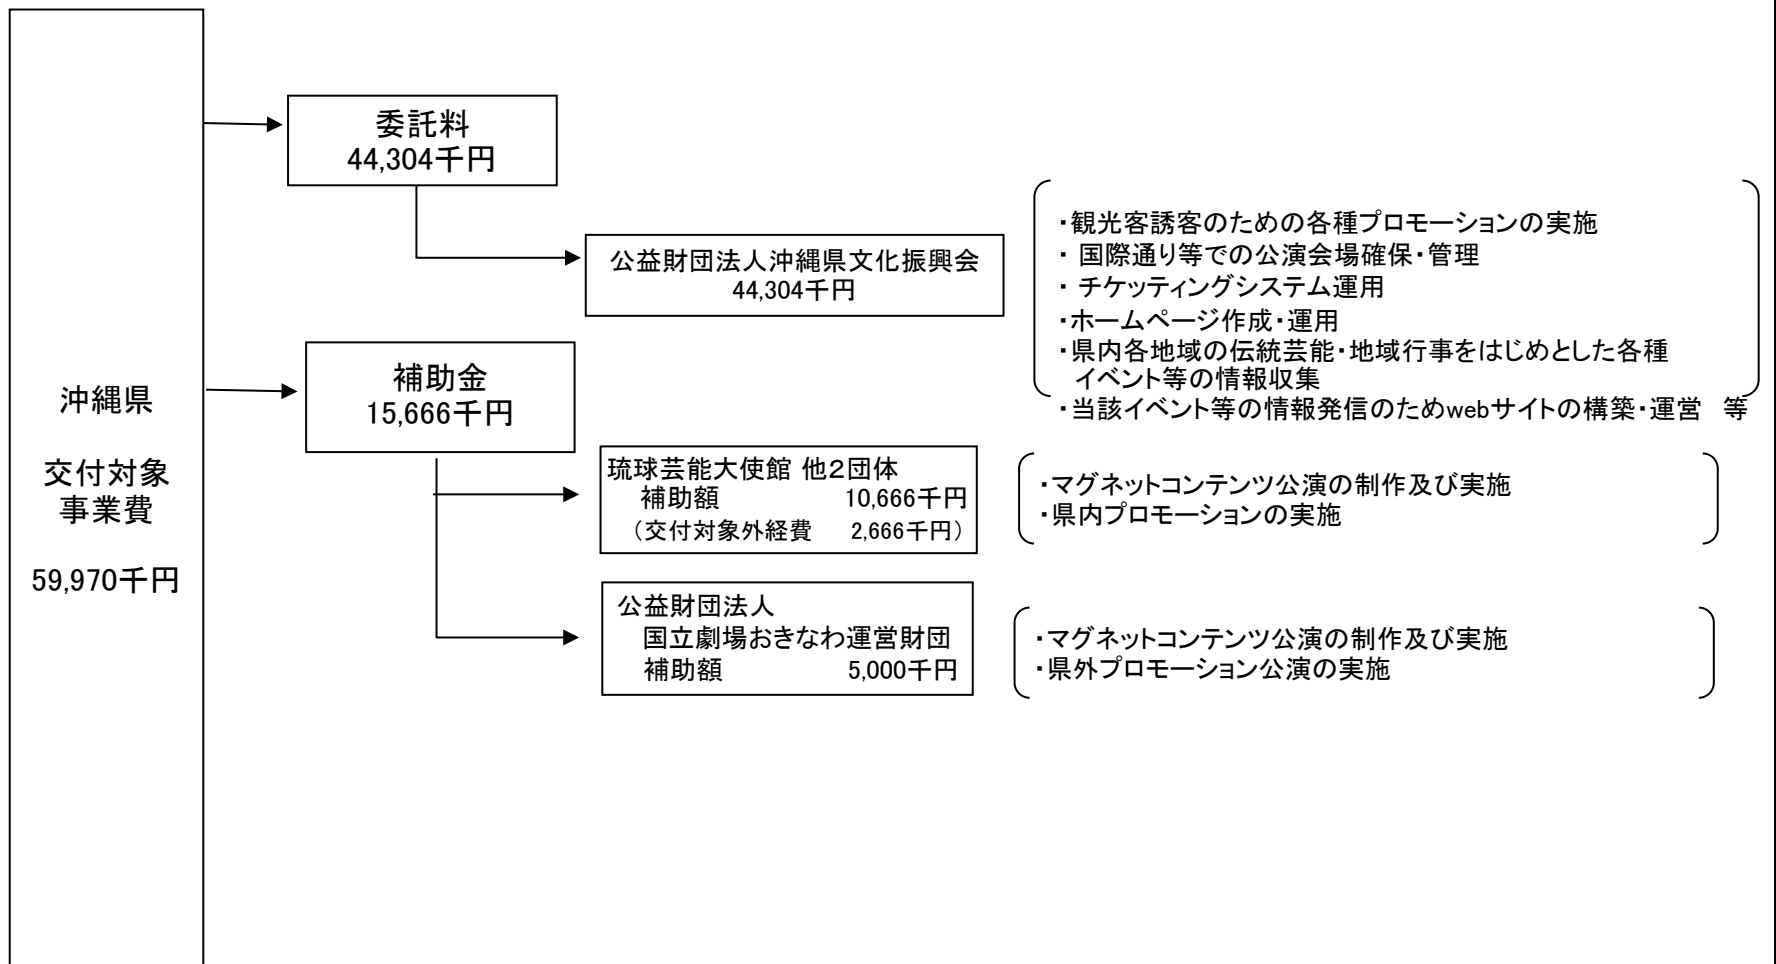 沖縄県
交付対象
事業費
59,970千円
委託料
44,304千円
公益財団法人沖縄県文化振興会
44,304千円
・観光客誘客のための各種プロモーションの実施
・ 国際通り等での公演会場確保・管理
・ チケッティングシステム運用
・ホームページ作成・運用
・県内各地域の伝統芸能・地域行事をはじめとした各種
イベント等の情報収集
・当該イベント等の情報発信のためwebサイトの構築・運営　等
補助金
15,666千円
琉球芸能大使館 他２団体
補助額　　　　10,666千円
（交付対象外経費　　2,666千円）
・マグネットコンテンツ公演の制作及び実施
・県内プロモーションの実施
公益財団法人
国立劇場おきなわ運営財団
補助額　　　　5,000千円
・マグネットコンテンツ公演の制作及び実施
・県外プロモーション公演の実施